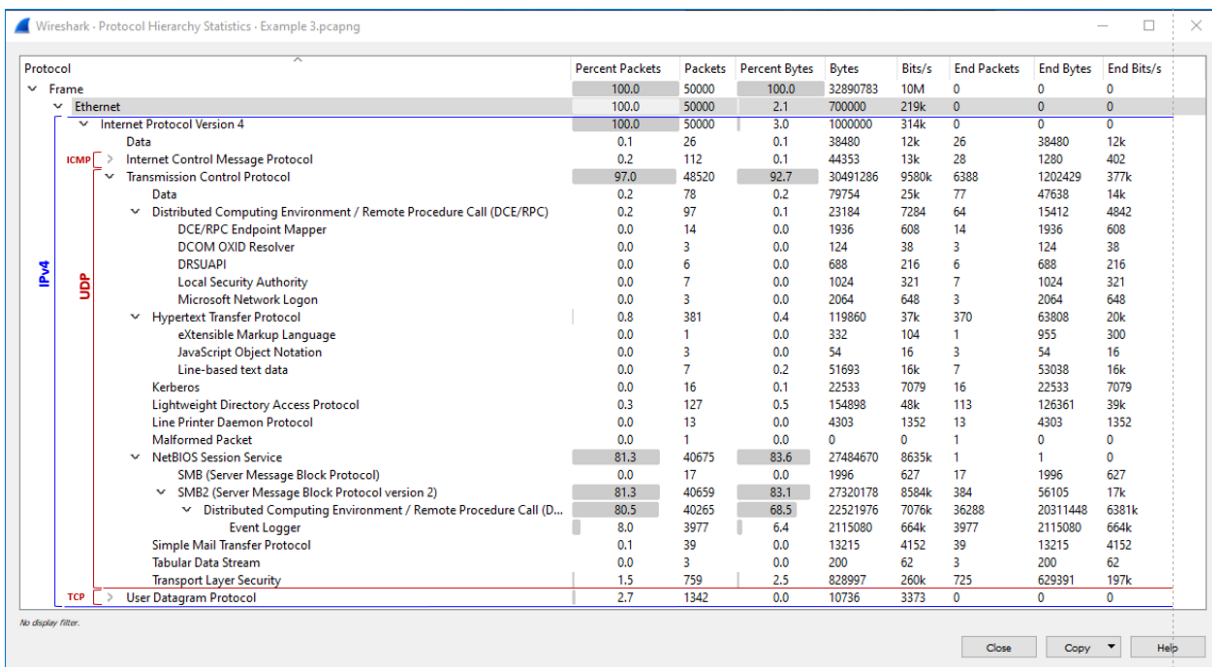 Wireshark · Protocol Hierarchy Statistics · Example 3.pcapng
Protocol Percent Packets Packets Percent Bytes Bytes Bits/s End Packets End Bytes End Bits/s
Frame 100.0 50000 100.0 32890783 10M 0 0 0
Ethernet 100.0 50000 2.1 700000 219k 0 0 0
Internet Protocol Version 4 100.0 50000 3.0 1000000 314k 0 0 0
Data 0.1 26 0.1 38480 12k 26 38480 12k
ICMP Internet Control Message Protocol 0.2 112 0.1 44353 13k 28 1280 402
Transmission Control Protocol 97.0 48520 92.7 30491286 9580k 6388 1202429 377k
Data 0.2 78 0.2 79754 25k 77 47638 14k
Distributed Computing Environment / Remote Procedure Call (DCE/RPC) 0.2 97 0.1 23184 7284 64 15412 4842
DCE/RPC Endpoint Mapper 0.0 14 0.0 1936 608 14 1936 608
DCOM OXID Resolver 0.0 3 0.0 124 38 3 124 38
DRSUAPI 0.0 6 0.0 688 216 6 688 216
IPv4
UDP
Local Security Authority 0.0 7 0.0 1024 321 7 1024 321
Microsoft Network Logon 0.0 3 0.0 2064 648 3 2064 648
Hypertext Transfer Protocol 0.8 381 0.4 119860 37k 370 63808 20k
eXtensible Markup Language 0.0 1 0.0 332 104 1 955 300
JavaScript Object Notation 0.0 3 0.0 54 16 3 54 16
Line-based text data 0.0 7 0.2 51693 16k 7 53038 16k
Kerberos 0.0 16 0.1 22533 7079 16 22533 7079
Lightweight Directory Access Protocol 0.3 127 0.5 154898 48k 113 126361 39k
Line Printer Daemon Protocol 0.0 13 0.0 4303 1352 13 4303 1352
Malformed Packet 0.0 1 0.0 0 0 1 0 0
NetBIOS Session Service 81.3 40675 83.6 27484670 8635k 1 1 0
SMB (Server Message Block Protocol) 0.0 17 0.0 1996 627 17 1996 627
SMB2 (Server Message Block Protocol version 2) 81.3 40659 83.1 27320178 8584k 384 56105 17k
Distributed Computing Environment / Remote Procedure Call (D... 80.5 40265 68.5 22521976 7076k 36288 20311448 6381k
Event Logger 8.0 3977 6.4 2115080 664k 3977 2115080 664k
Simple Mail Transfer Protocol 0.1 39 0.0 13215 4152 39 13215 4152
Tabular Data Stream 0.0 3 0.0 200 62 3 200 62
Transport Layer Security 1.5 759 2.5 828997 260k 725 629391 197k
TCP User Datagram Protocol 2.7 1342 0.0 10736 3373 0 0 0
No display filter.
Close Copy Help